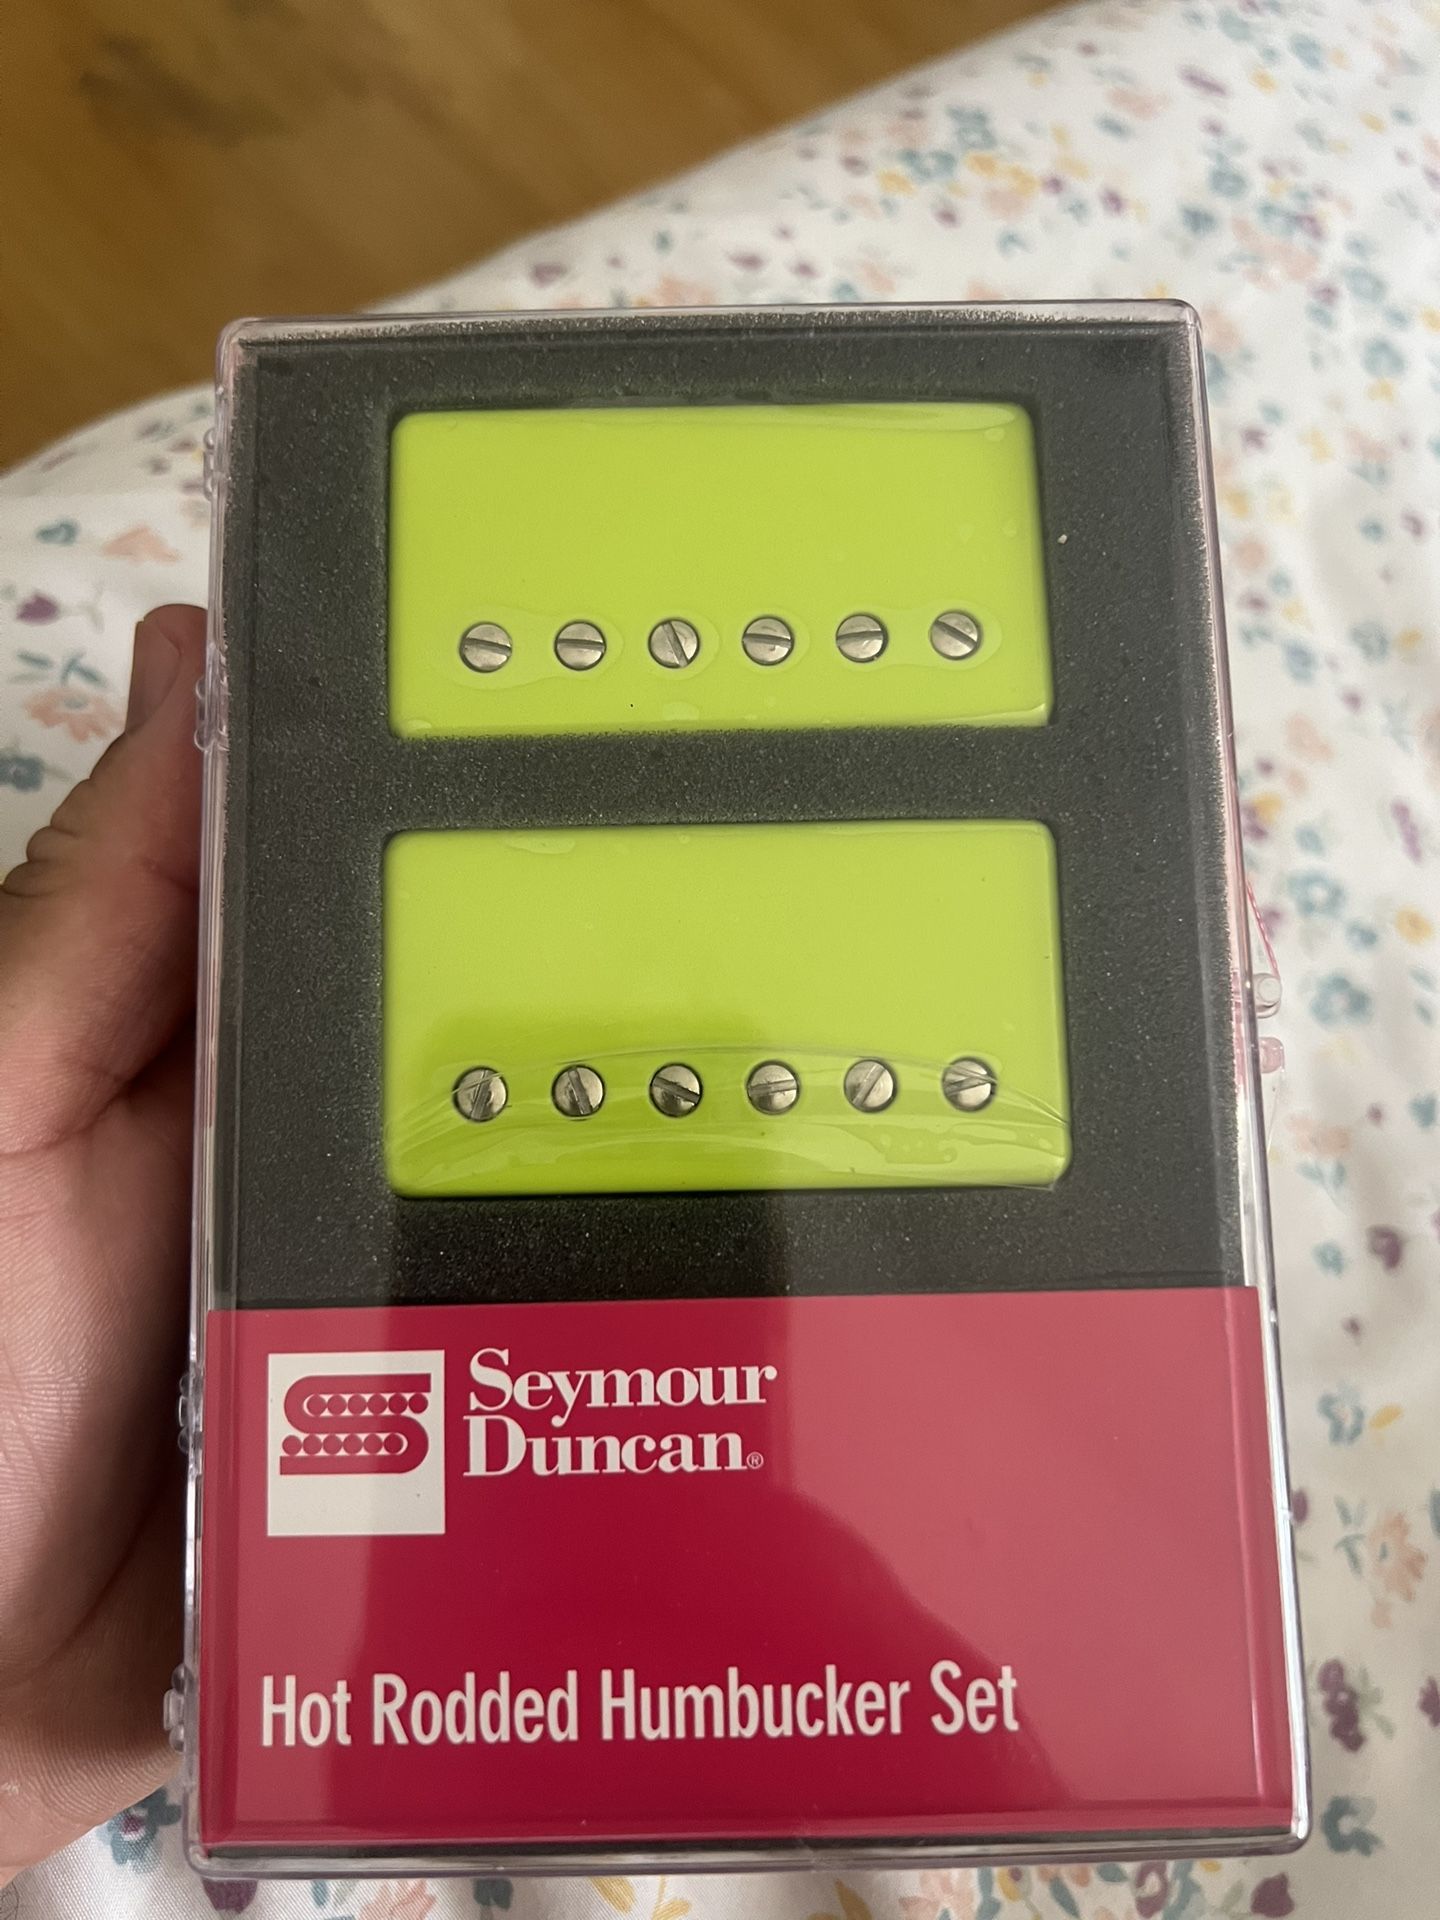 Seymour
Duncan®
Hot Rodded Humbucker Set